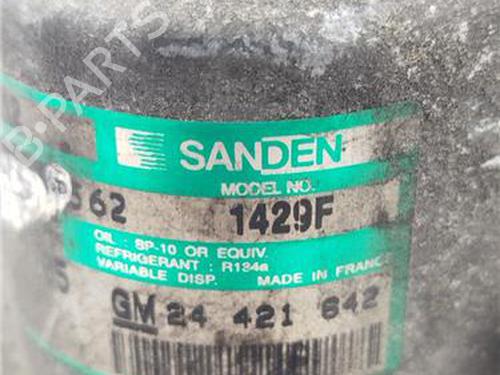 SANDEN
MODEL NO.
562 1429F
OIL : SP-10 OR EQUIV.
REFRIGERANT : R134a
VARIABLE DISP. MADE IN FRANCE
5
GM 24 421 642
B-PARTS